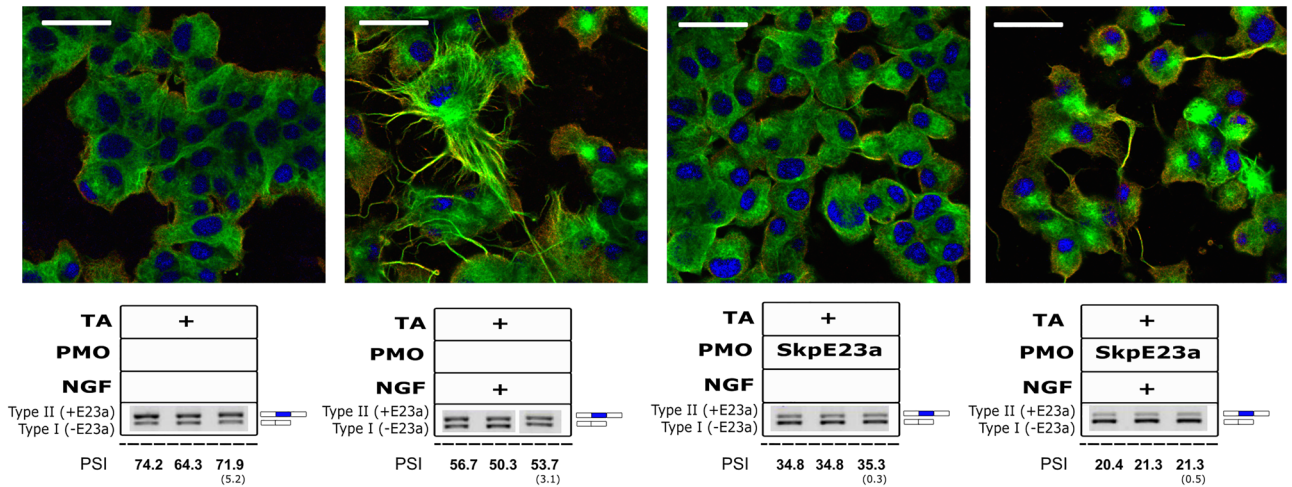 TA +
PMO
NGF
Type II (+E23a)
Type I (-E23a)
PSI 74.2 64.3 71.9
(5.2)
TA +
PMO
NGF +
Type II (+E23a)
Type I (-E23a)
PSI 56.7 50.3 53.7
(3.1)
TA +
PMO SkpE23a
NGF
Type II (+E23a)
Type I (-E23a)
PSI 34.8 34.8 35.3
(0.3)
TA +
PMO SkpE23a
NGF +
Type II (+E23a)
Type I (-E23a)
PSI 20.4 21.3 21.3
(0.5)